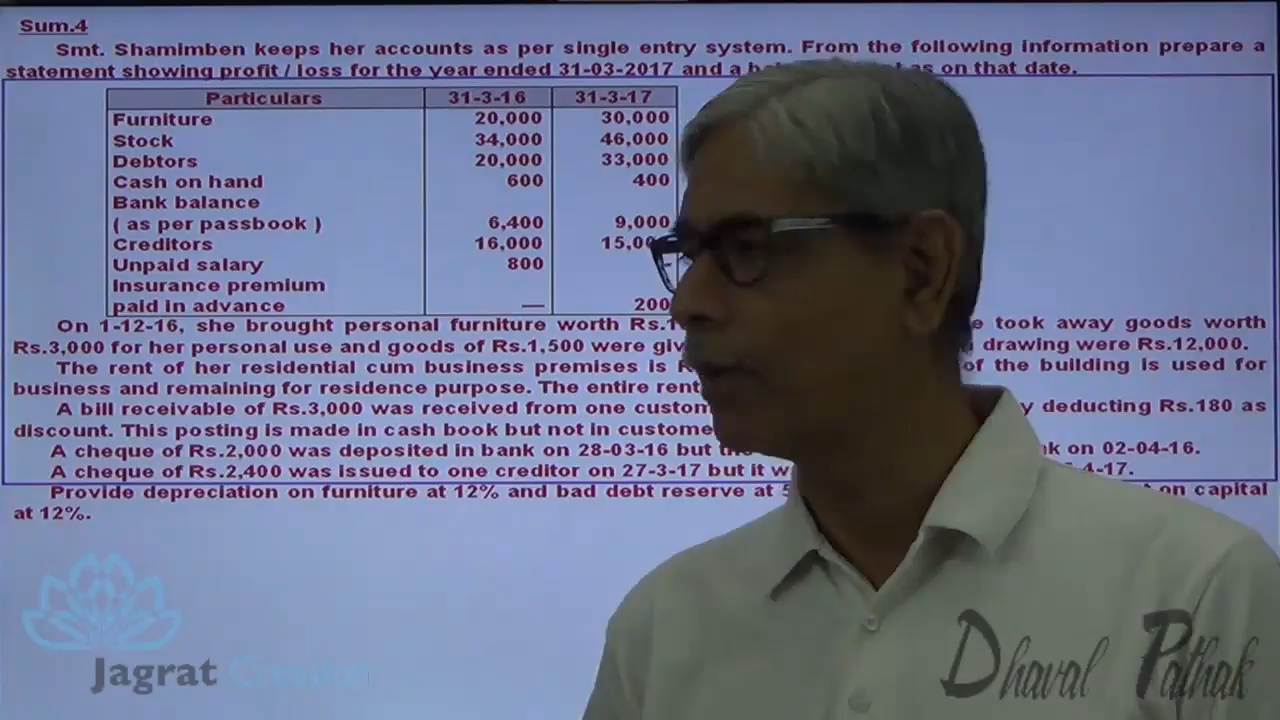 Sum.4
Smt. Shamimben keeps her accounts as per single entry system. From the following information prepare a
statement showing profit / loss for the year ended 31-03-2017 and a as on that date.
Particulars 31-3-16 31-3-17
Furniture 20,000 30,000
Stock 34,000 46,000
Debtors 20,000 33,000
Cash on hand 600 400
Bank balance
( as per passbook ) 6,400 9,000
Creditors 16,000 15,00
Unpaid salary 800 -
Insurance premium
paid in advance — 200
On 1-12-16, she brought personal furniture worth Rs.1 took away goods worth
Rs.3,000 for her personal use and goods of Rs.1,500 were drawing were Rs.12,000.
The rent of her residential cum business premises is of the building is used for
business and remaining for residence purpose. The entire rent
A bill receivable of Rs.3,000 was received from one deducting Rs.180 as
discount. This posting is made in cash book but not in
A cheque of Rs.2,000 was deposited in bank on 28-03-16 but on 02-04-16.
A cheque of Rs.2,400 was issued to one creditor on 27-3-17 but it 4-17.
Provide depreciation on furniture at 12% and bad debt reserve at on capital
at 12%.
Jagrat Creation
Dhaval Pathak